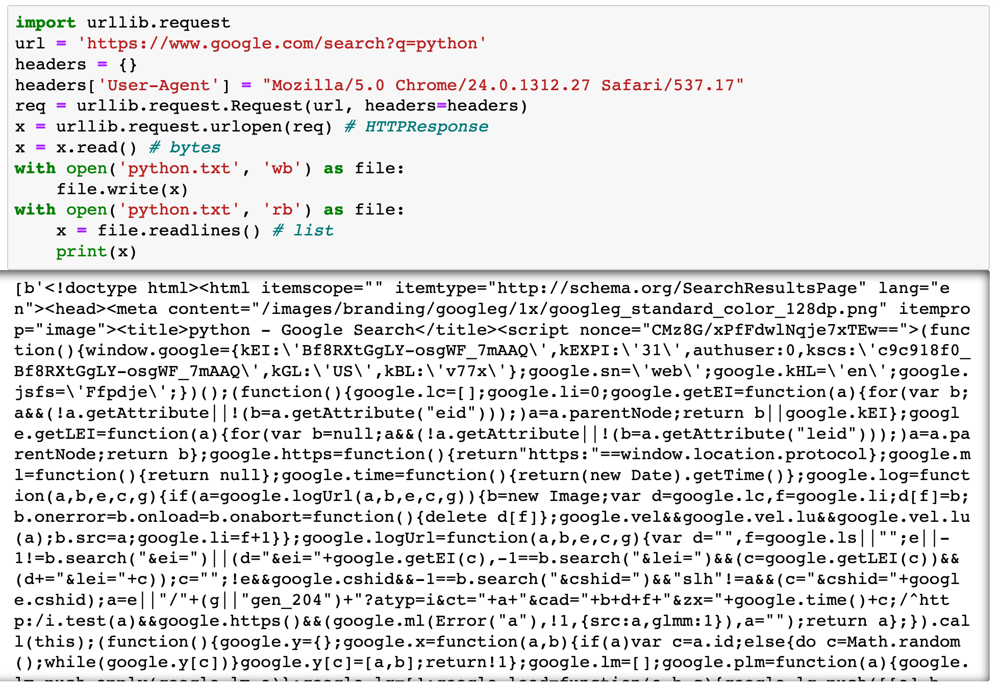 import urllib.request
url = 'https://www.google.com/search?q=python'
headers = {}
headers['User-Agent'] = "Mozilla/5.0 Chrome/24.0.1312.27 Safari/537.17"
req = urllib.request.Request(url, headers=headers)
x = urllib.request.urlopen(req) # HTTPResponse
x = x.read() # bytes
with open('python.txt', 'wb') as file:
    file.write(x)
with open('python.txt', 'rb') as file:
    x = file.readlines() # list
    print(x)
[b'<!doctype html><html itemscope="" itemtype="http://schema.org/SearchResultsPage" lang="e
n"><head><meta content="/images/branding/googleg/1x/googleg_standard_color_128dp.png" itempro
p="image"><title>python - Google Search</title><script nonce="CMz8G/xPfFdwlNqje7xTEw==">(func
tion(){window.google={kEI:\'Bf8RXtGgLY-osgWF_7mAAQ\',kEXPI:\'31\',authuser:0,kscs:\'c9c918f0_
Bf8RXtGgLY-osgWF_7mAAQ\',kGL:\'US\',kBL:\'v77x\'};google.sn=\'web\';google.kHL=\'en\';google.
jsfs=\'Ffpdje\';})();(function(){google.lc=[];google.li=0;google.getEI=function(a){for(var b;
a&&(!a.getAttribute||!(b=a.getAttribute("eid")));)a=a.parentNode;return b||google.kEI};googl
e.getLEI=function(a){for(var b=null;a&&(!a.getAttribute||!(b=a.getAttribute("leid")));)a=a.pa
rentNode;return b};google.https=function(){return"https:"==window.location.protocol};google.m
l=function(){return null};google.time=function(){return(new Date).getTime()};google.log=funct
ion(a,b,e,c,g){if(a=google.logUrl(a,b,e,c,g)){b=new Image;var d=google.lc,f=google.li;d[f]=b;
b.onerror=b.onload=b.onabort=function(){delete d[f]};google.vel&&google.vel.lu&&google.vel.lu
(a);b.src=a;google.li=f+1}};google.logUrl=function(a,b,e,c,g){var d="",f=google.ls||"";e||-
1!=b.search("&ei=")||(d="&ei="+google.getEI(c),-1==b.search("&lei=")&&(c=google.getLEI(c))&&
(d+="&lei="+c));c="";!e&&google.cshid&&-1==b.search("&cshid=")&&"slh"!=a&&(c="&cshid="+googl
e.cshid);a=e||"/"+(g||"gen_204")+"?atyp=i&ct="+a+"&cad="+b+d+f+"&zx="+google.time()+c;/^htt
p:/i.test(a)&&google.https()&&(google.ml(Error("a"),!1,{src:a,glmm:1}),a="");return a};}).cal
l(this);(function(){google.y={};google.x=function(a,b){if(a)var c=a.id;else{do c=Math.random
();while(google.y[c])}google.y[c]=[a,b];return!1};google.lm=[];google.plm=function(a){google.